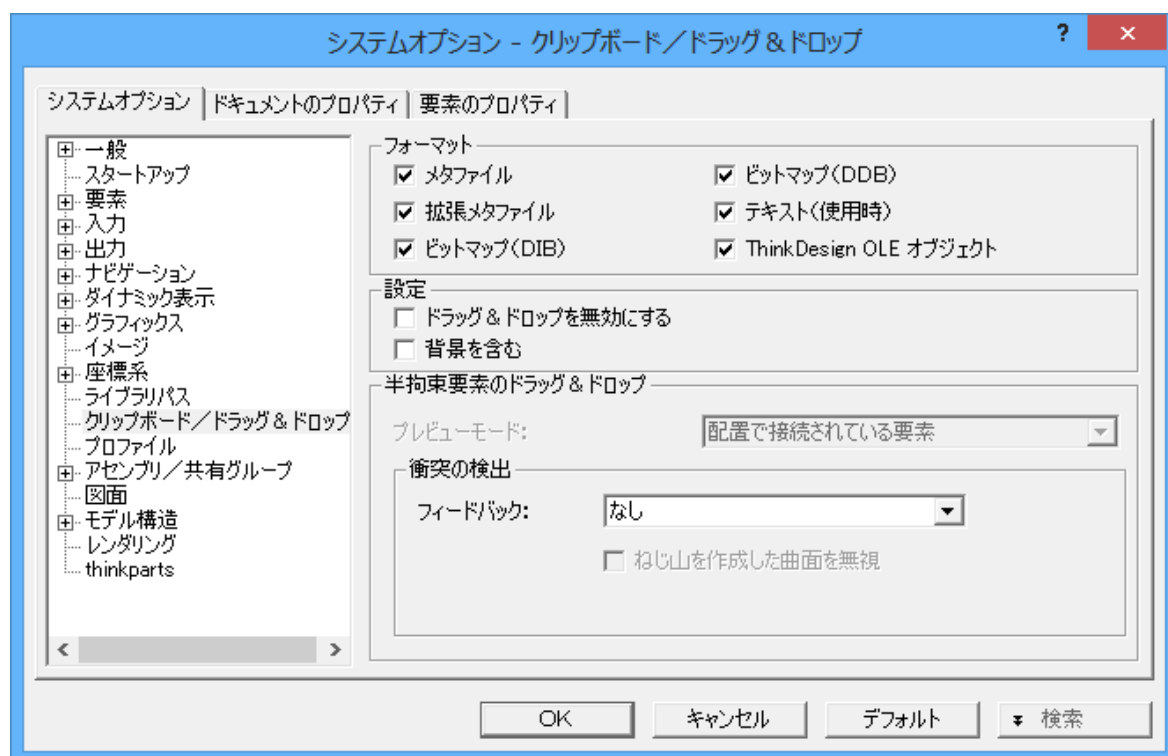 システムオプション - クリップボード／ドラッグ＆ドロップ
?
×
システムオプション
ドキュメントのプロパティ
要素のプロパティ
一般
スタートアップ
要素
入力
出力
ナビゲーション
ダイナミック表示
グラフィックス
イメージ
座標系
ライブラリパス
クリップボード／ドラッグ＆ドロップ
プロファイル
アセンブリ／共有グループ
図面
モデル構造
レンダリング
thinkparts
フォーマット
メタファイル
ビットマップ(DDB)
拡張メタファイル
テキスト(使用時)
ビットマップ(DIB)
ThinkDesign OLE オブジェクト
設定
ドラッグ＆ドロップを無効にする
背景を含む
半拘束要素のドラッグ＆ドロップ
プレビューモード:
配置で接続されている要素
衝突の検出
フィードバック:
なし
ねじ山を作成した曲面を無視
OK
キャンセル
デフォルト
検索